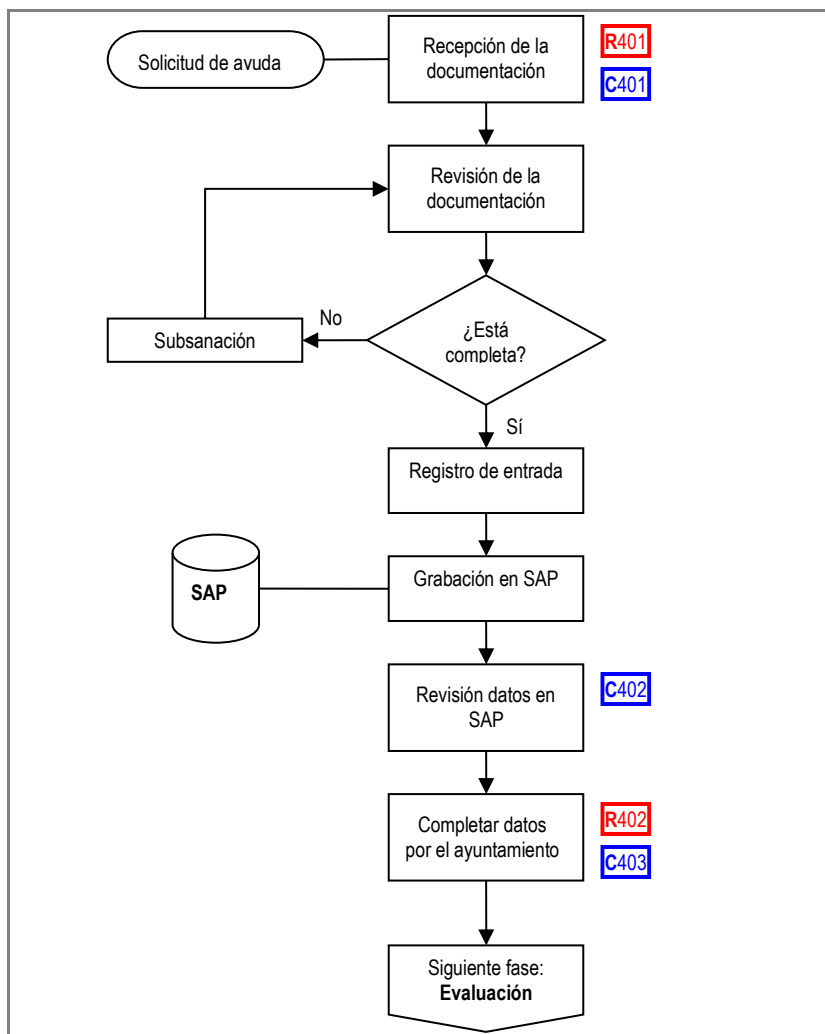 Solicitud de avuda
Recepción de la
documentación
R401
C401
Revisión de la
documentación
No
Subsanación
¿Está
completa?
Sí
Registro de entrada
SAP
Grabación en SAP
Revisión datos en
SAP
C402
Completar datos
por el ayuntamiento
R402
C403
Siguiente fase:
Evaluación